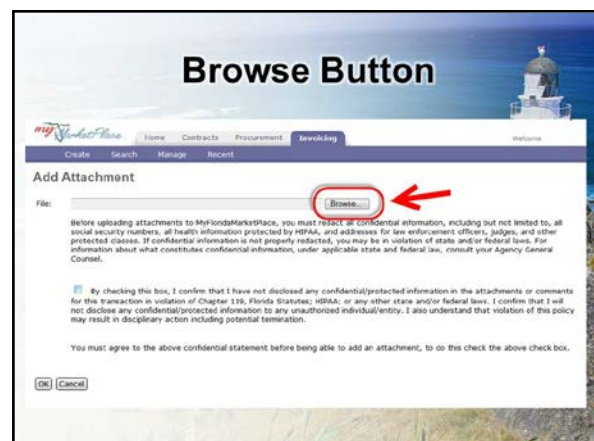 Browse Button
my MarketPlace Home Contracts Procurement Invoicing Welcome
Create Search Manage Recent
Add Attachment
File: Browse...
Before uploading attachments to MyFloridaMarketPlace, you must redact all confidential information, including but not limited to, all
social security numbers, all health information protected by HIPAA, and addresses for law enforcement officers, judges, and other
protected classes. If confidential information is not properly redacted, you may be in violation of state and/or federal laws. For
information about what constitutes confidential information, under applicable state and federal law, consult your Agency General
Counsel.
By checking this box, I confirm that I have not disclosed any confidential/protected information in the attachments or comments
for this transaction in violation of Chapter 119, Florida Statutes; HIPAA; or any other state and/or federal laws. I confirm that I will
not disclose any confidential/protected information to any unauthorized individual/entity. I also understand that violation of this policy
may result in disciplinary action including potential termination.
You must agree to the above confidential statement before being able to add an attachment, to do this check the above check box.
OK Cancel